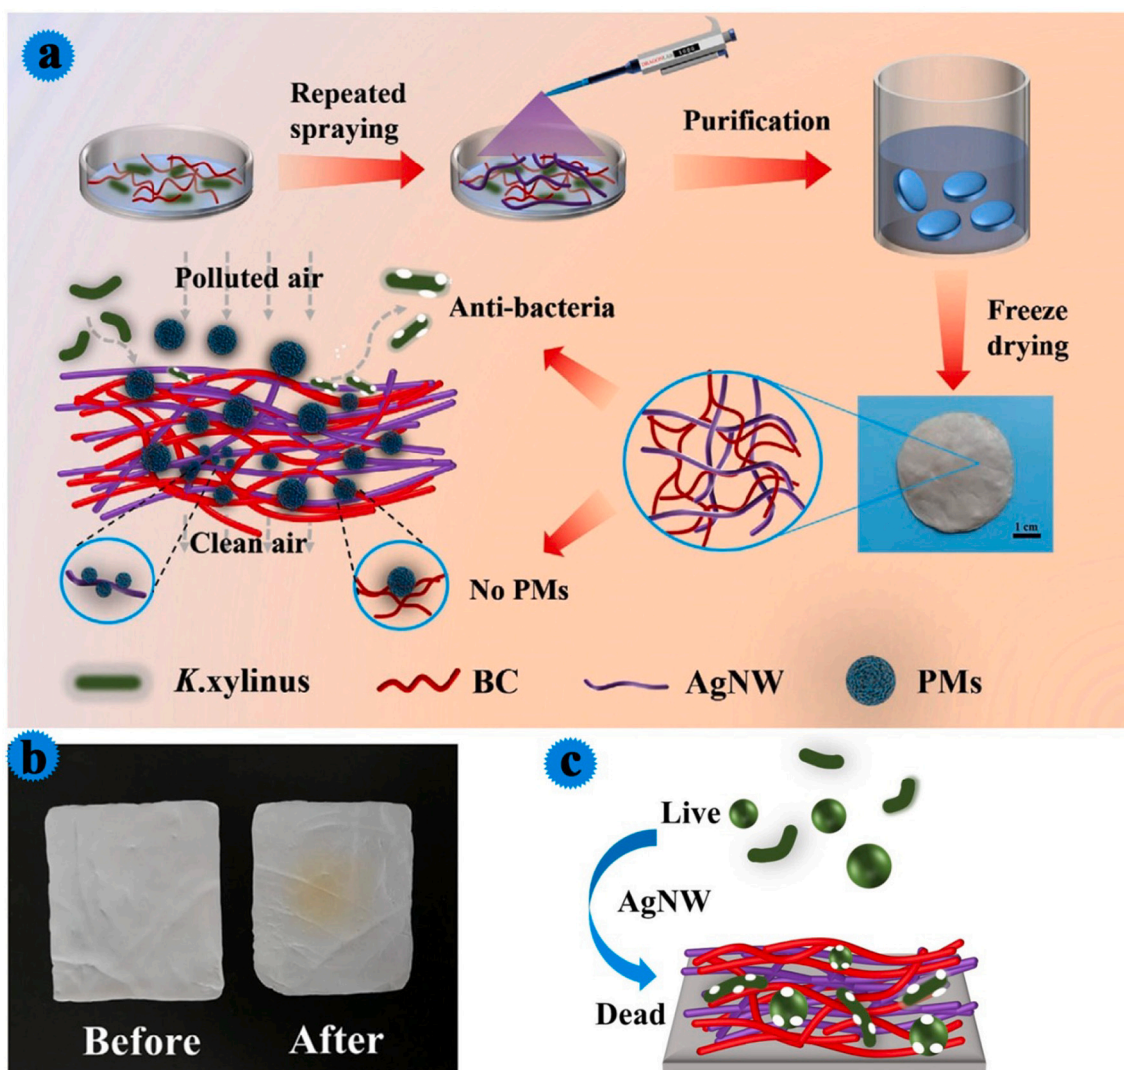 a
Repeated
spraying
Purification
Polluted air
Anti-bacteria
Freeze
drying
1 cm
Clean air
No PMs
K.xylinus
BC
AgNW
PMs
b
Before
After
c
Live
AgNW
Dead